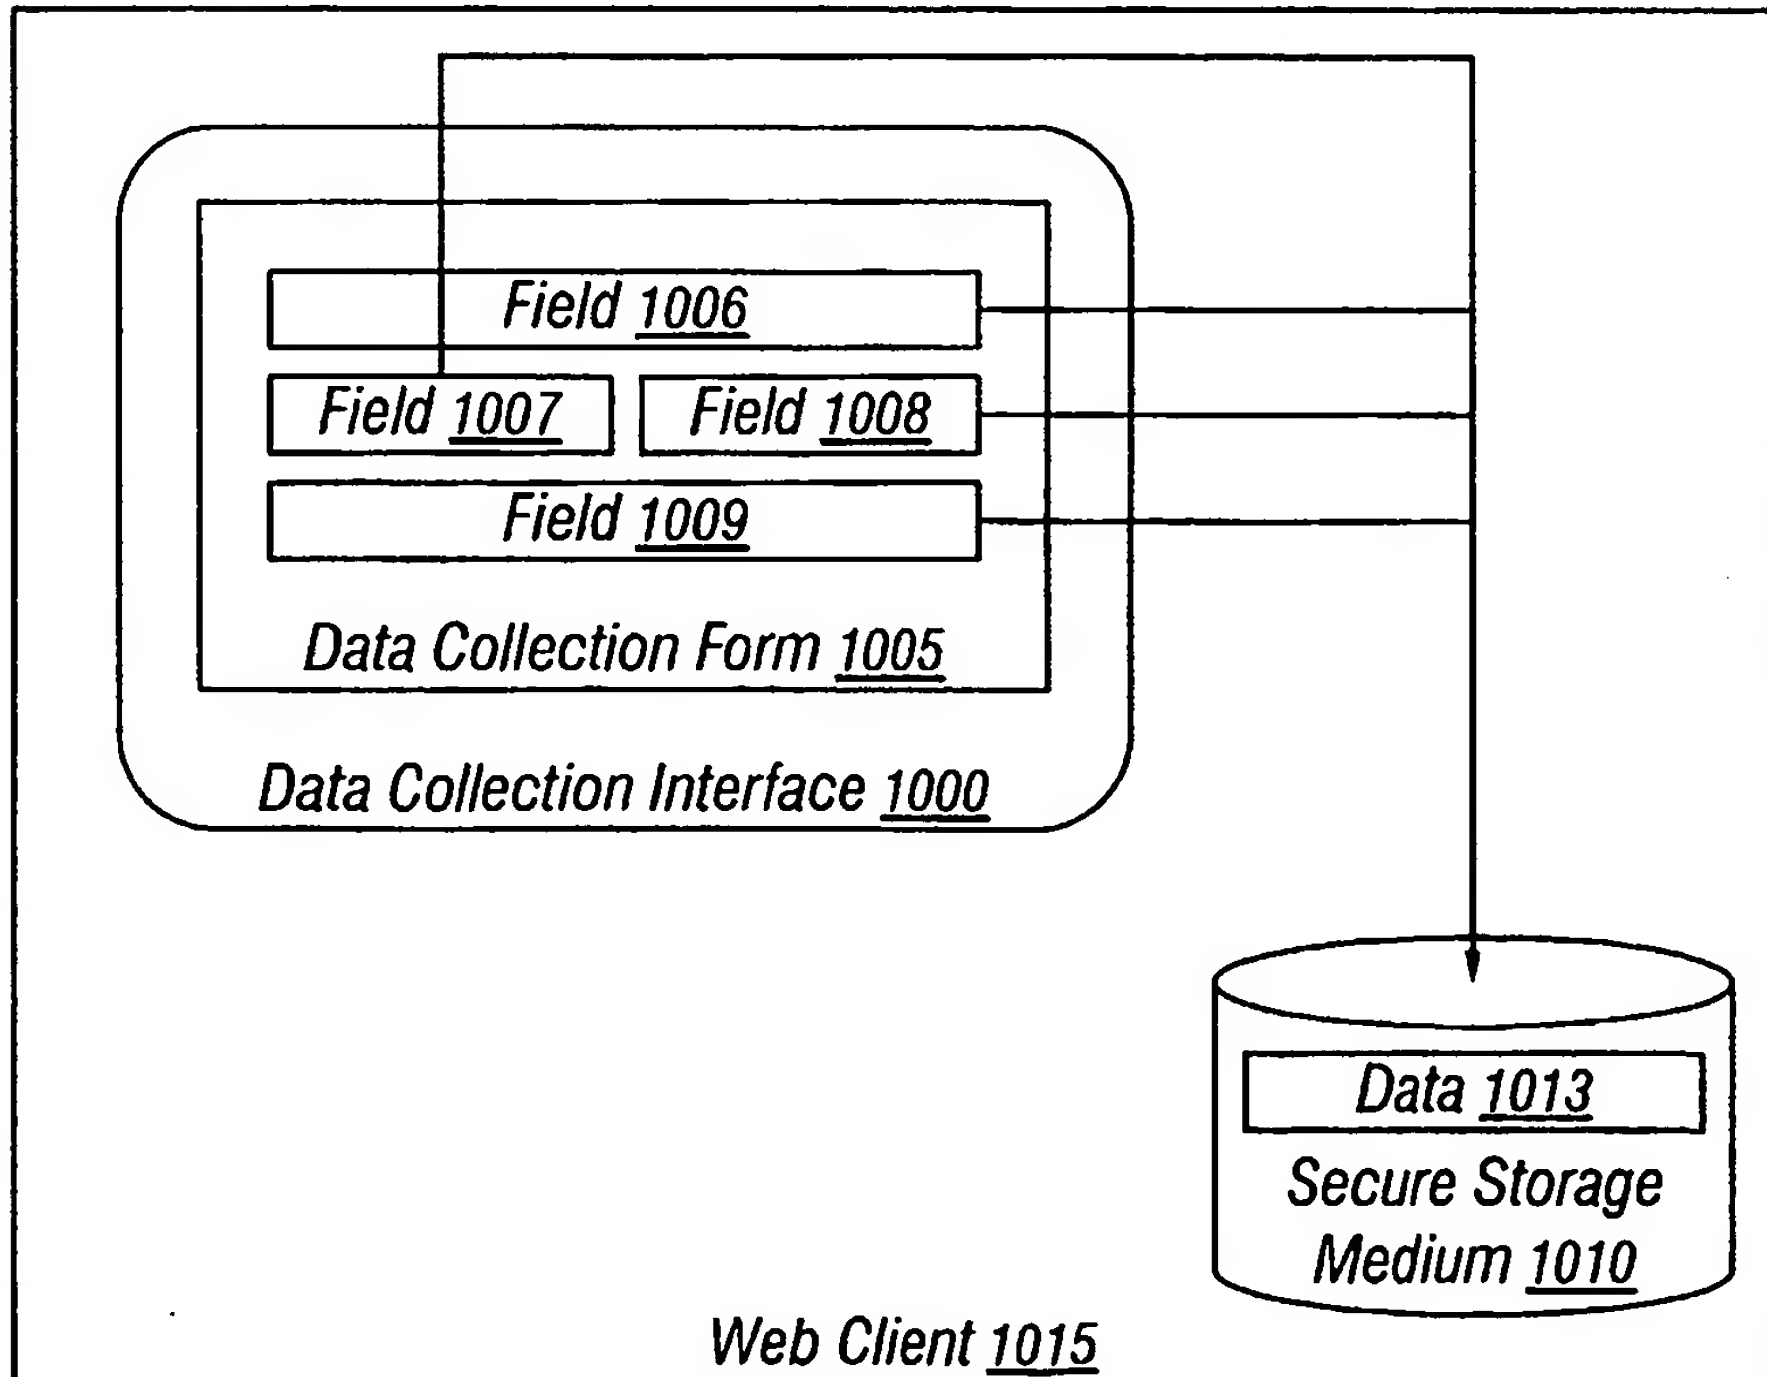 Field 1006
Field 1007 Field 1008
Field 1009
Data Collection Form 1005
Data Collection Interface 1000
Data 1013
Secure Storage
Medium 1010
Web Client 1015